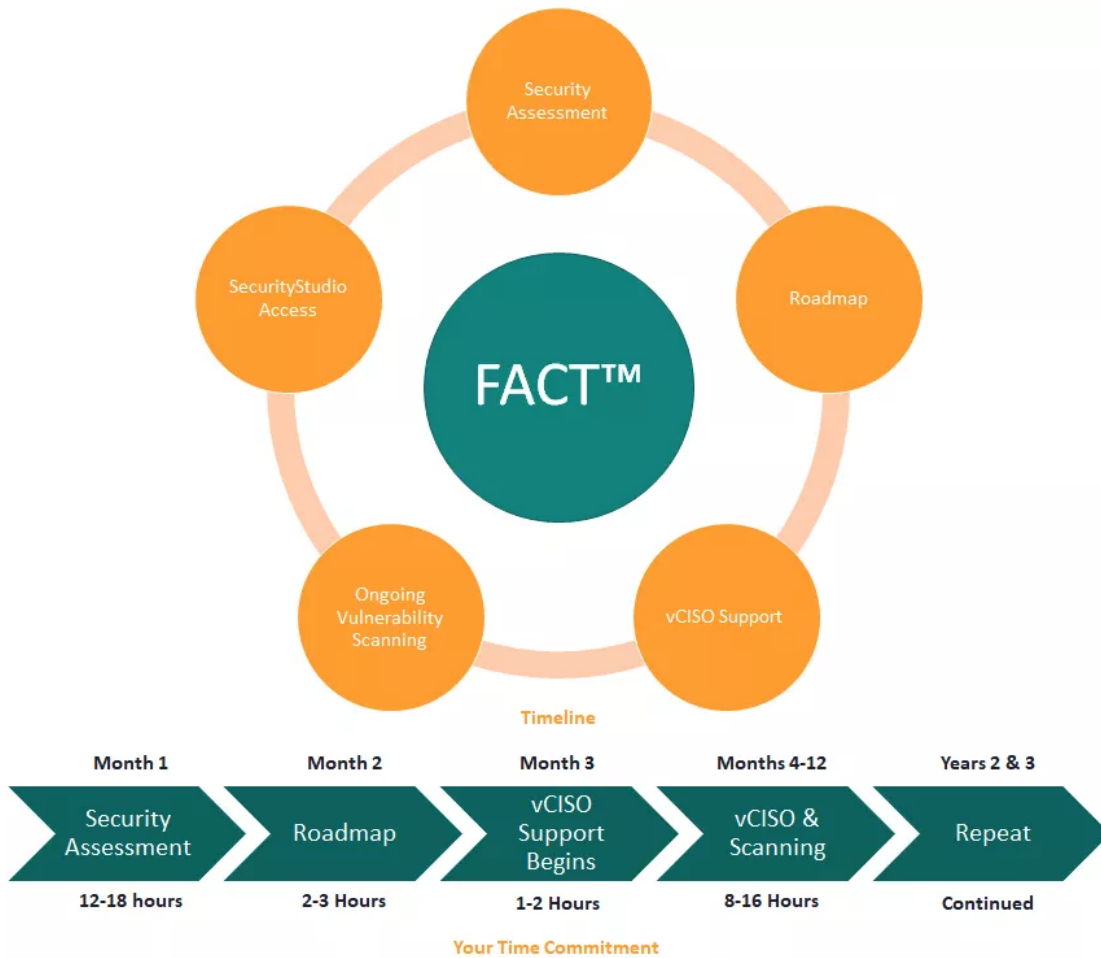 Security
Assessment
SecurityStudio
Access
Roadmap
FACT™
Ongoing
Vulnerability
Scanning
vCISO Support
Timeline
Month 1
Month 2
Month 3
Months 4-12
Years 2 & 3
Security
Assessment
Roadmap
vCISO
Support
Begins
vCISO &
Scanning
Repeat
12-18 hours
2-3 Hours
1-2 Hours
8-16 Hours
Continued
Your Time Commitment